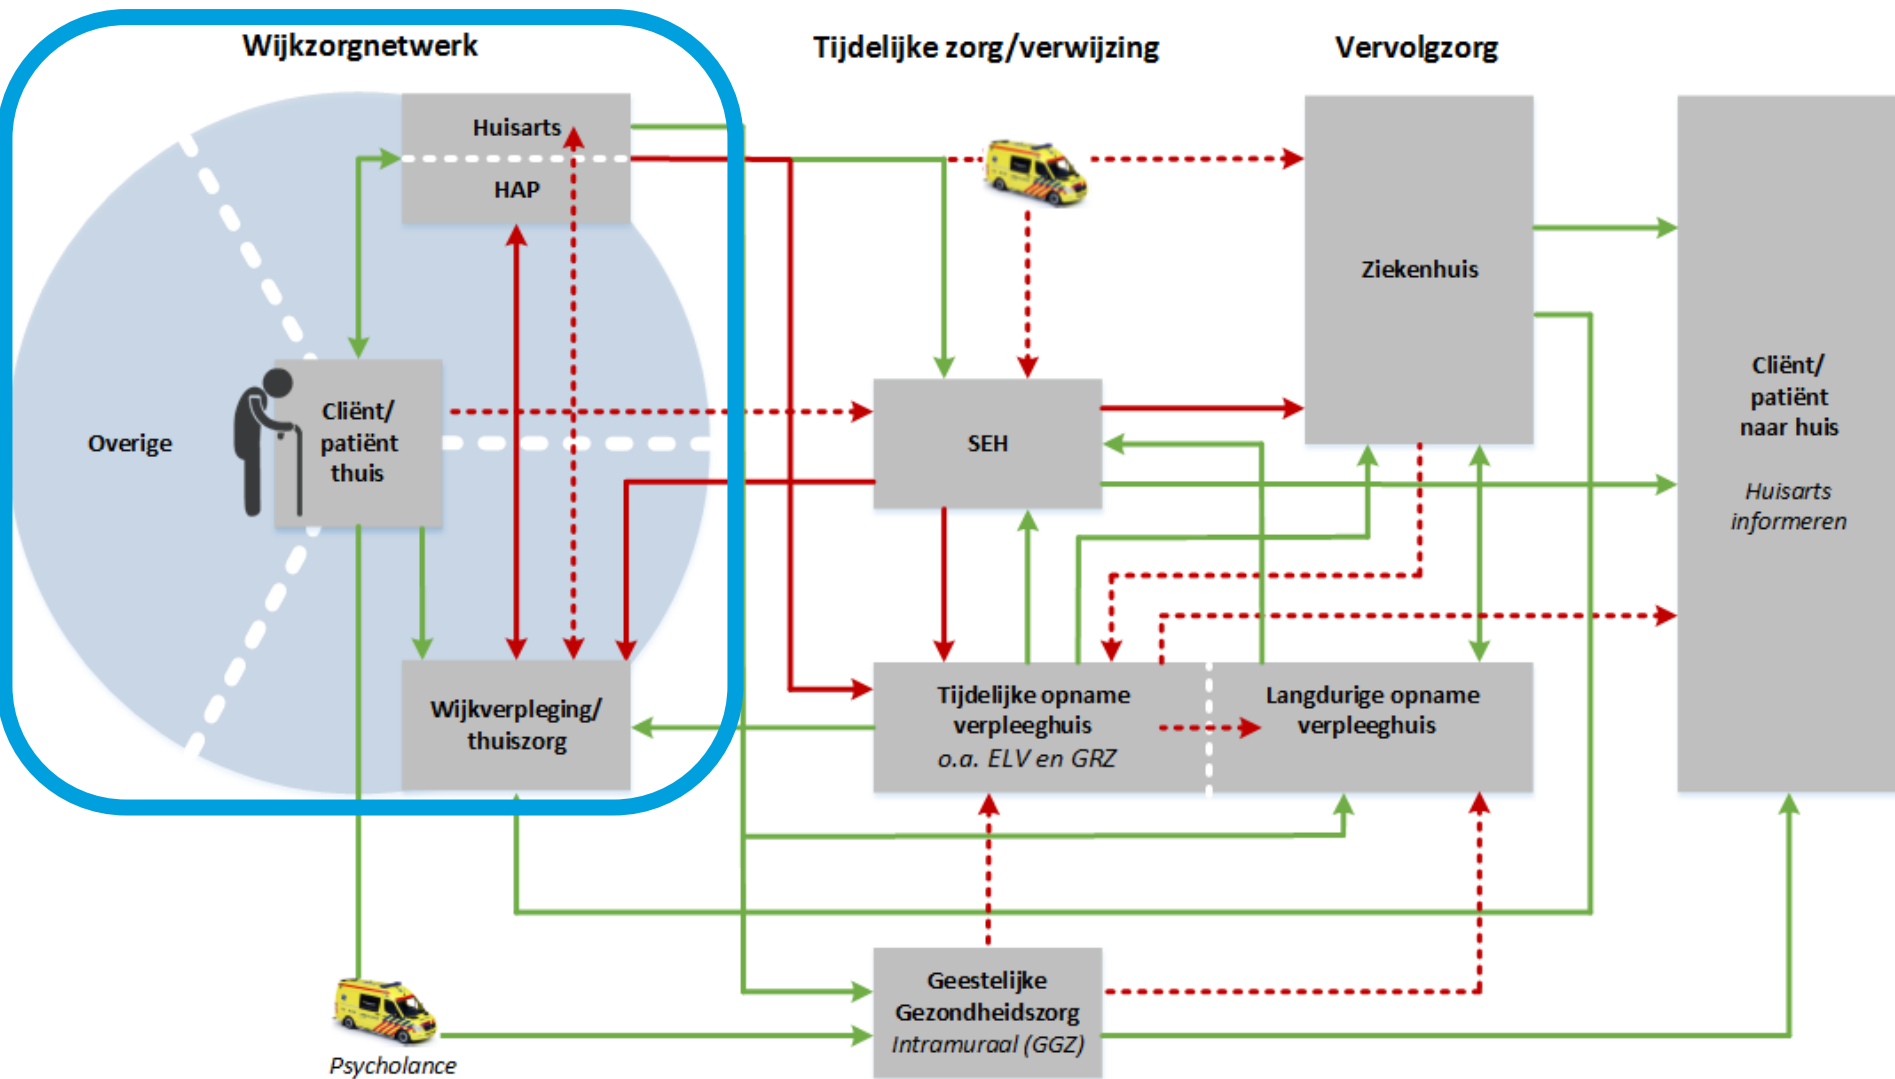 Wijkzorgnetwerk
Tijdelijke zorg/verwijzing
Vervolgzorg
Huisarts
HAP
Ziekenhuis
Cliënt/
patiënt
thuis
Overige
SEH
Cliënt/
patiënt
naar huis
Huisarts
informeren
Wijkverpleging/
thuiszorg
Tijdelijke opname
verpleeghuis
o.a. ELV en GRZ
Langdurige opname
verpleeghuis
Geestelijke
Gezondheidszorg
Intramuraal (GGZ)
Psycholance